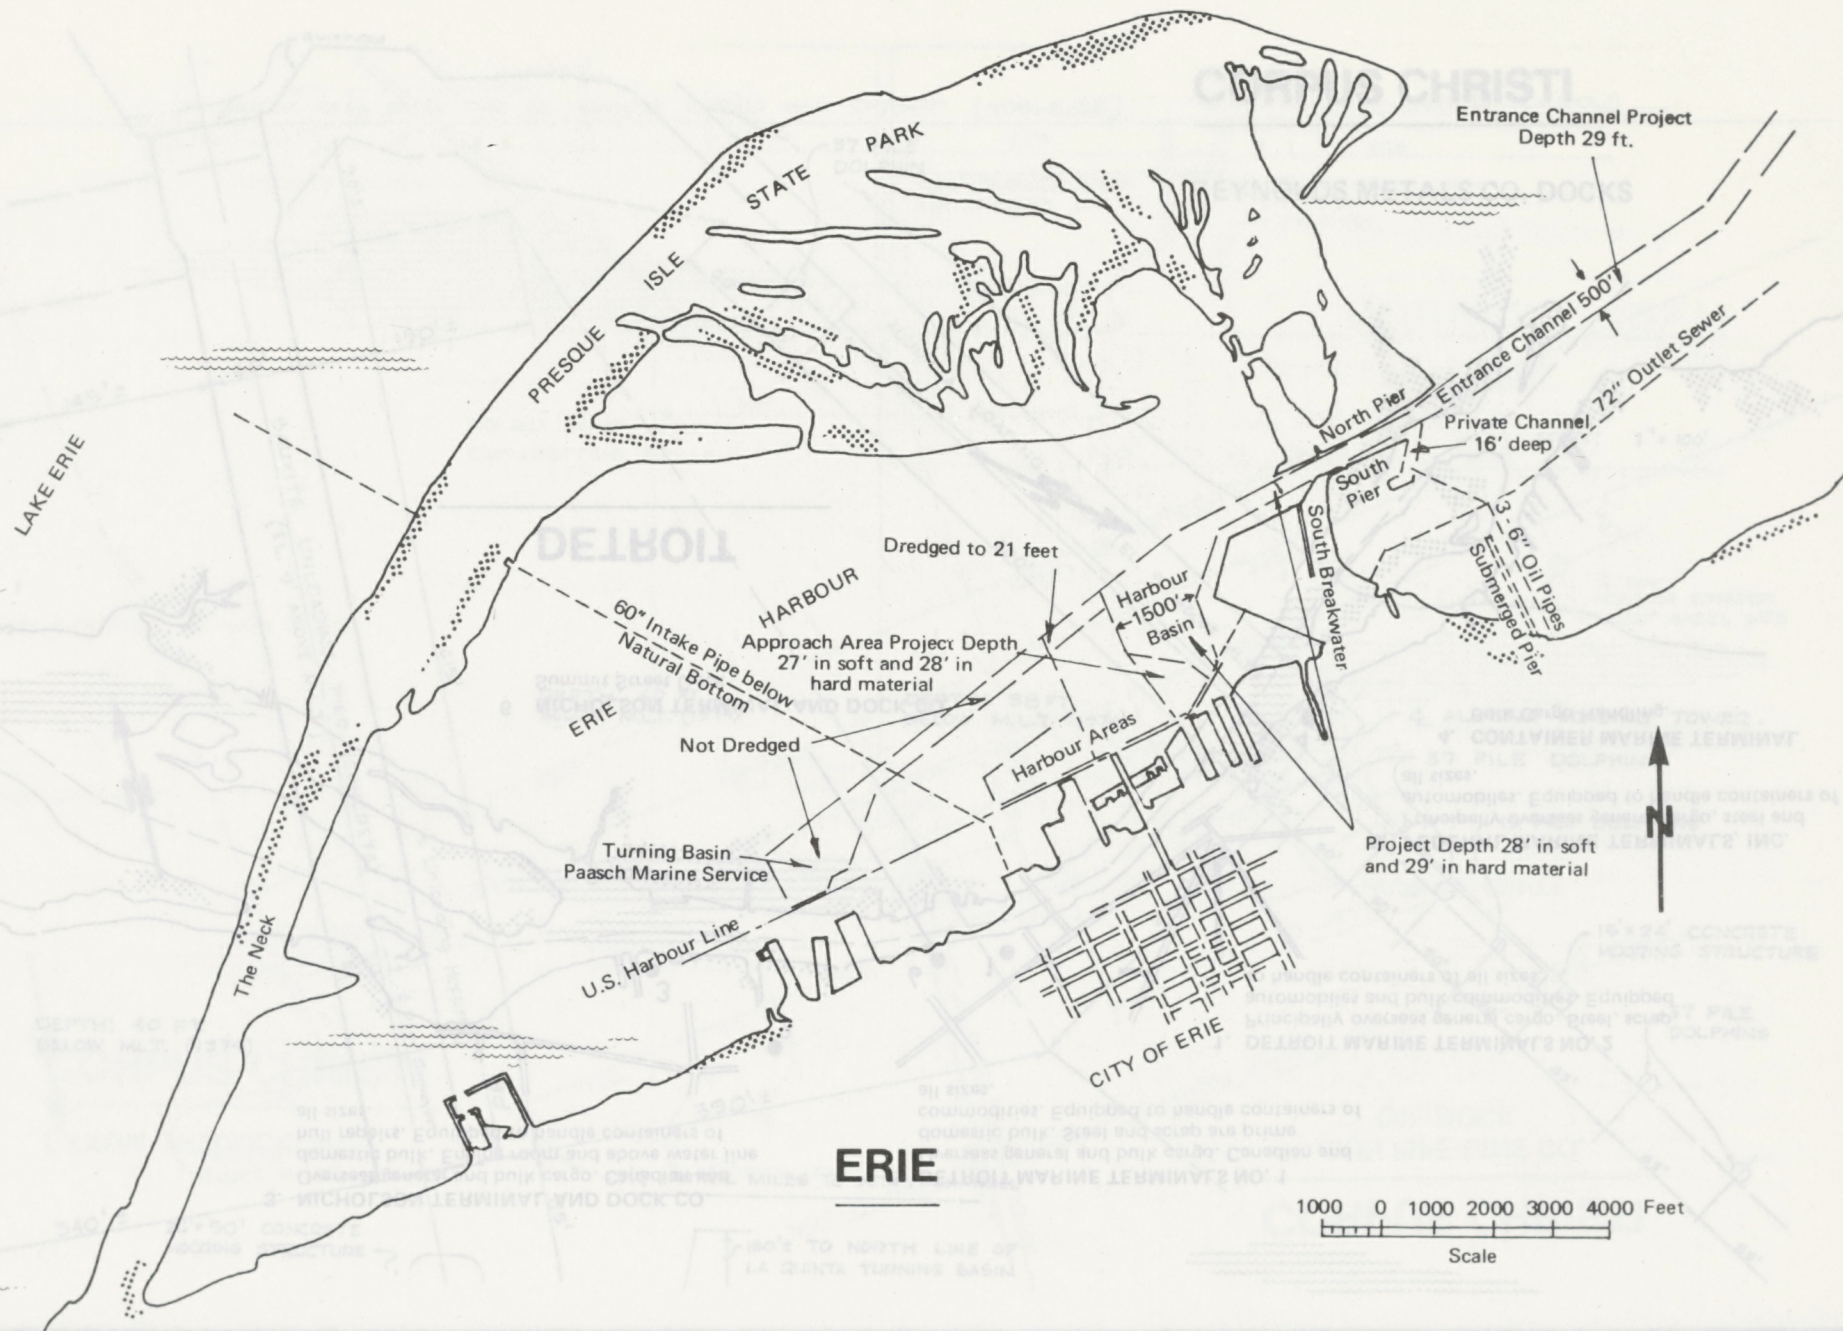 Entrance Channel Project
Depth 29 ft.
PRESQUE ISLE STATE PARK
LAKE ERIE
Entrance Channel 500'
72" Outlet Sewer
North Pier
Private Channel
16' deep
South
Pier
South Breakwater
3 - 6" Oil Pipes
Submerged Pier
Dredged to 21 feet
Harbour
1500'
Basin
ERIE HARBOUR
60" Intake Pipe below
Natural Bottom
Approach Area Project Depth
27' in soft and 28' in
hard material
Not Dredged
Harbour Areas
Turning Basin
Paasch Marine Service
U.S. Harbour Line
The Neck
Project Depth 28' in soft
and 29' in hard material
N
CITY OF ERIE
ERIE
1000 0 1000 2000 3000 4000 Feet
Scale
CORPUS CHRISTI
REYNOLDS METALS CO. DOCKS
DETROIT